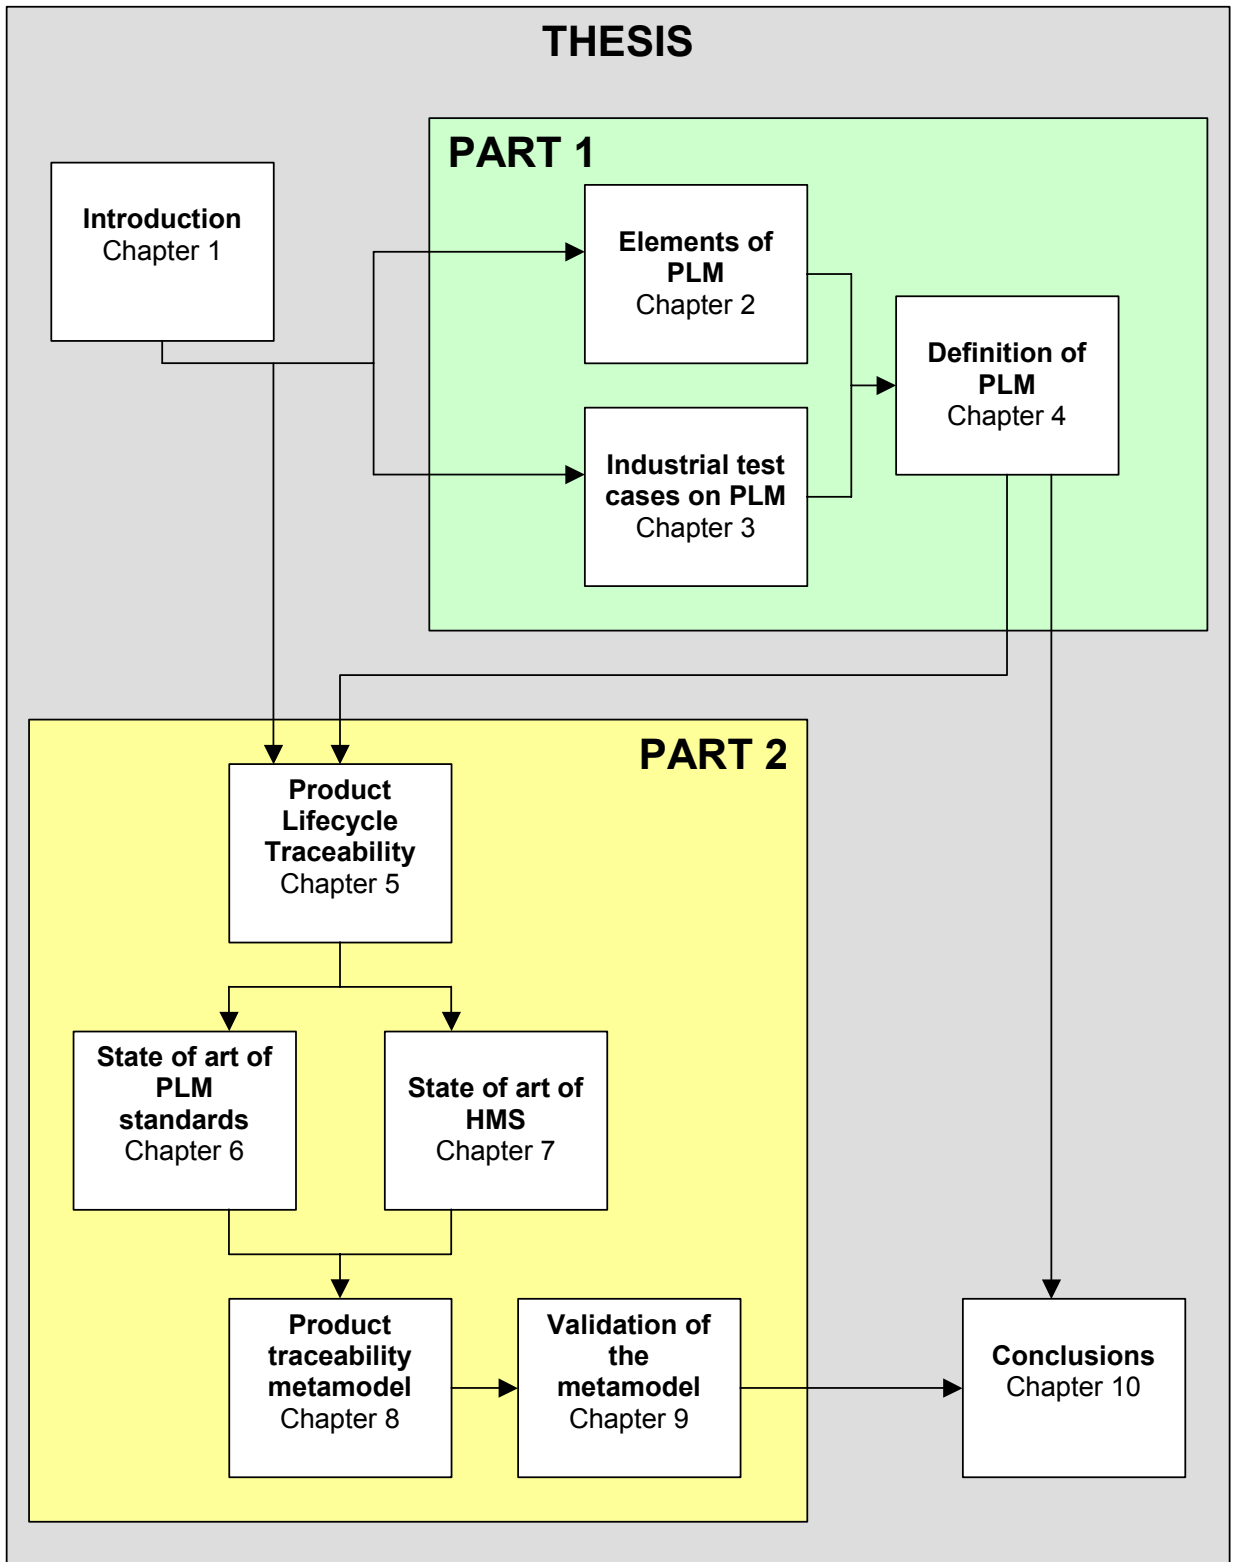 THESIS
PART 1
Introduction
Chapter 1
Elements of
PLM
Chapter 2
Definition of
PLM
Chapter 4
Industrial test
cases on PLM
Chapter 3
PART 2
Product
Lifecycle
Traceability
Chapter 5
State of art of
PLM
standards
Chapter 6
State of art of
HMS
Chapter 7
Product
traceability
metamodel
Chapter 8
Validation of
the
metamodel
Chapter 9
Conclusions
Chapter 10